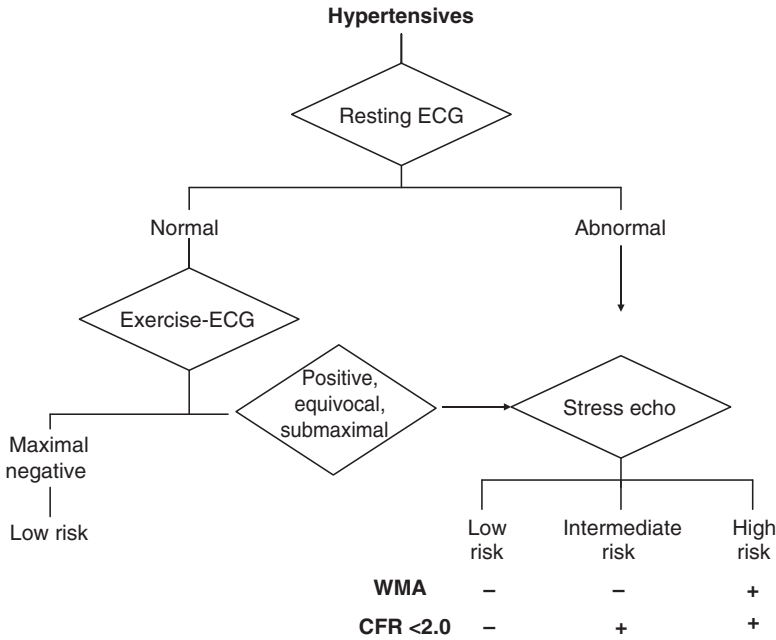 Hypertensives
Resting ECG
Normal
Abnormal
Exercise-ECG
Positive,
equivocal,
submaximal
Stress echo
Maximal
negative
Low risk
Low
risk
Intermediate
risk
High
risk
WMA – – +
CFR <2.0 – + +